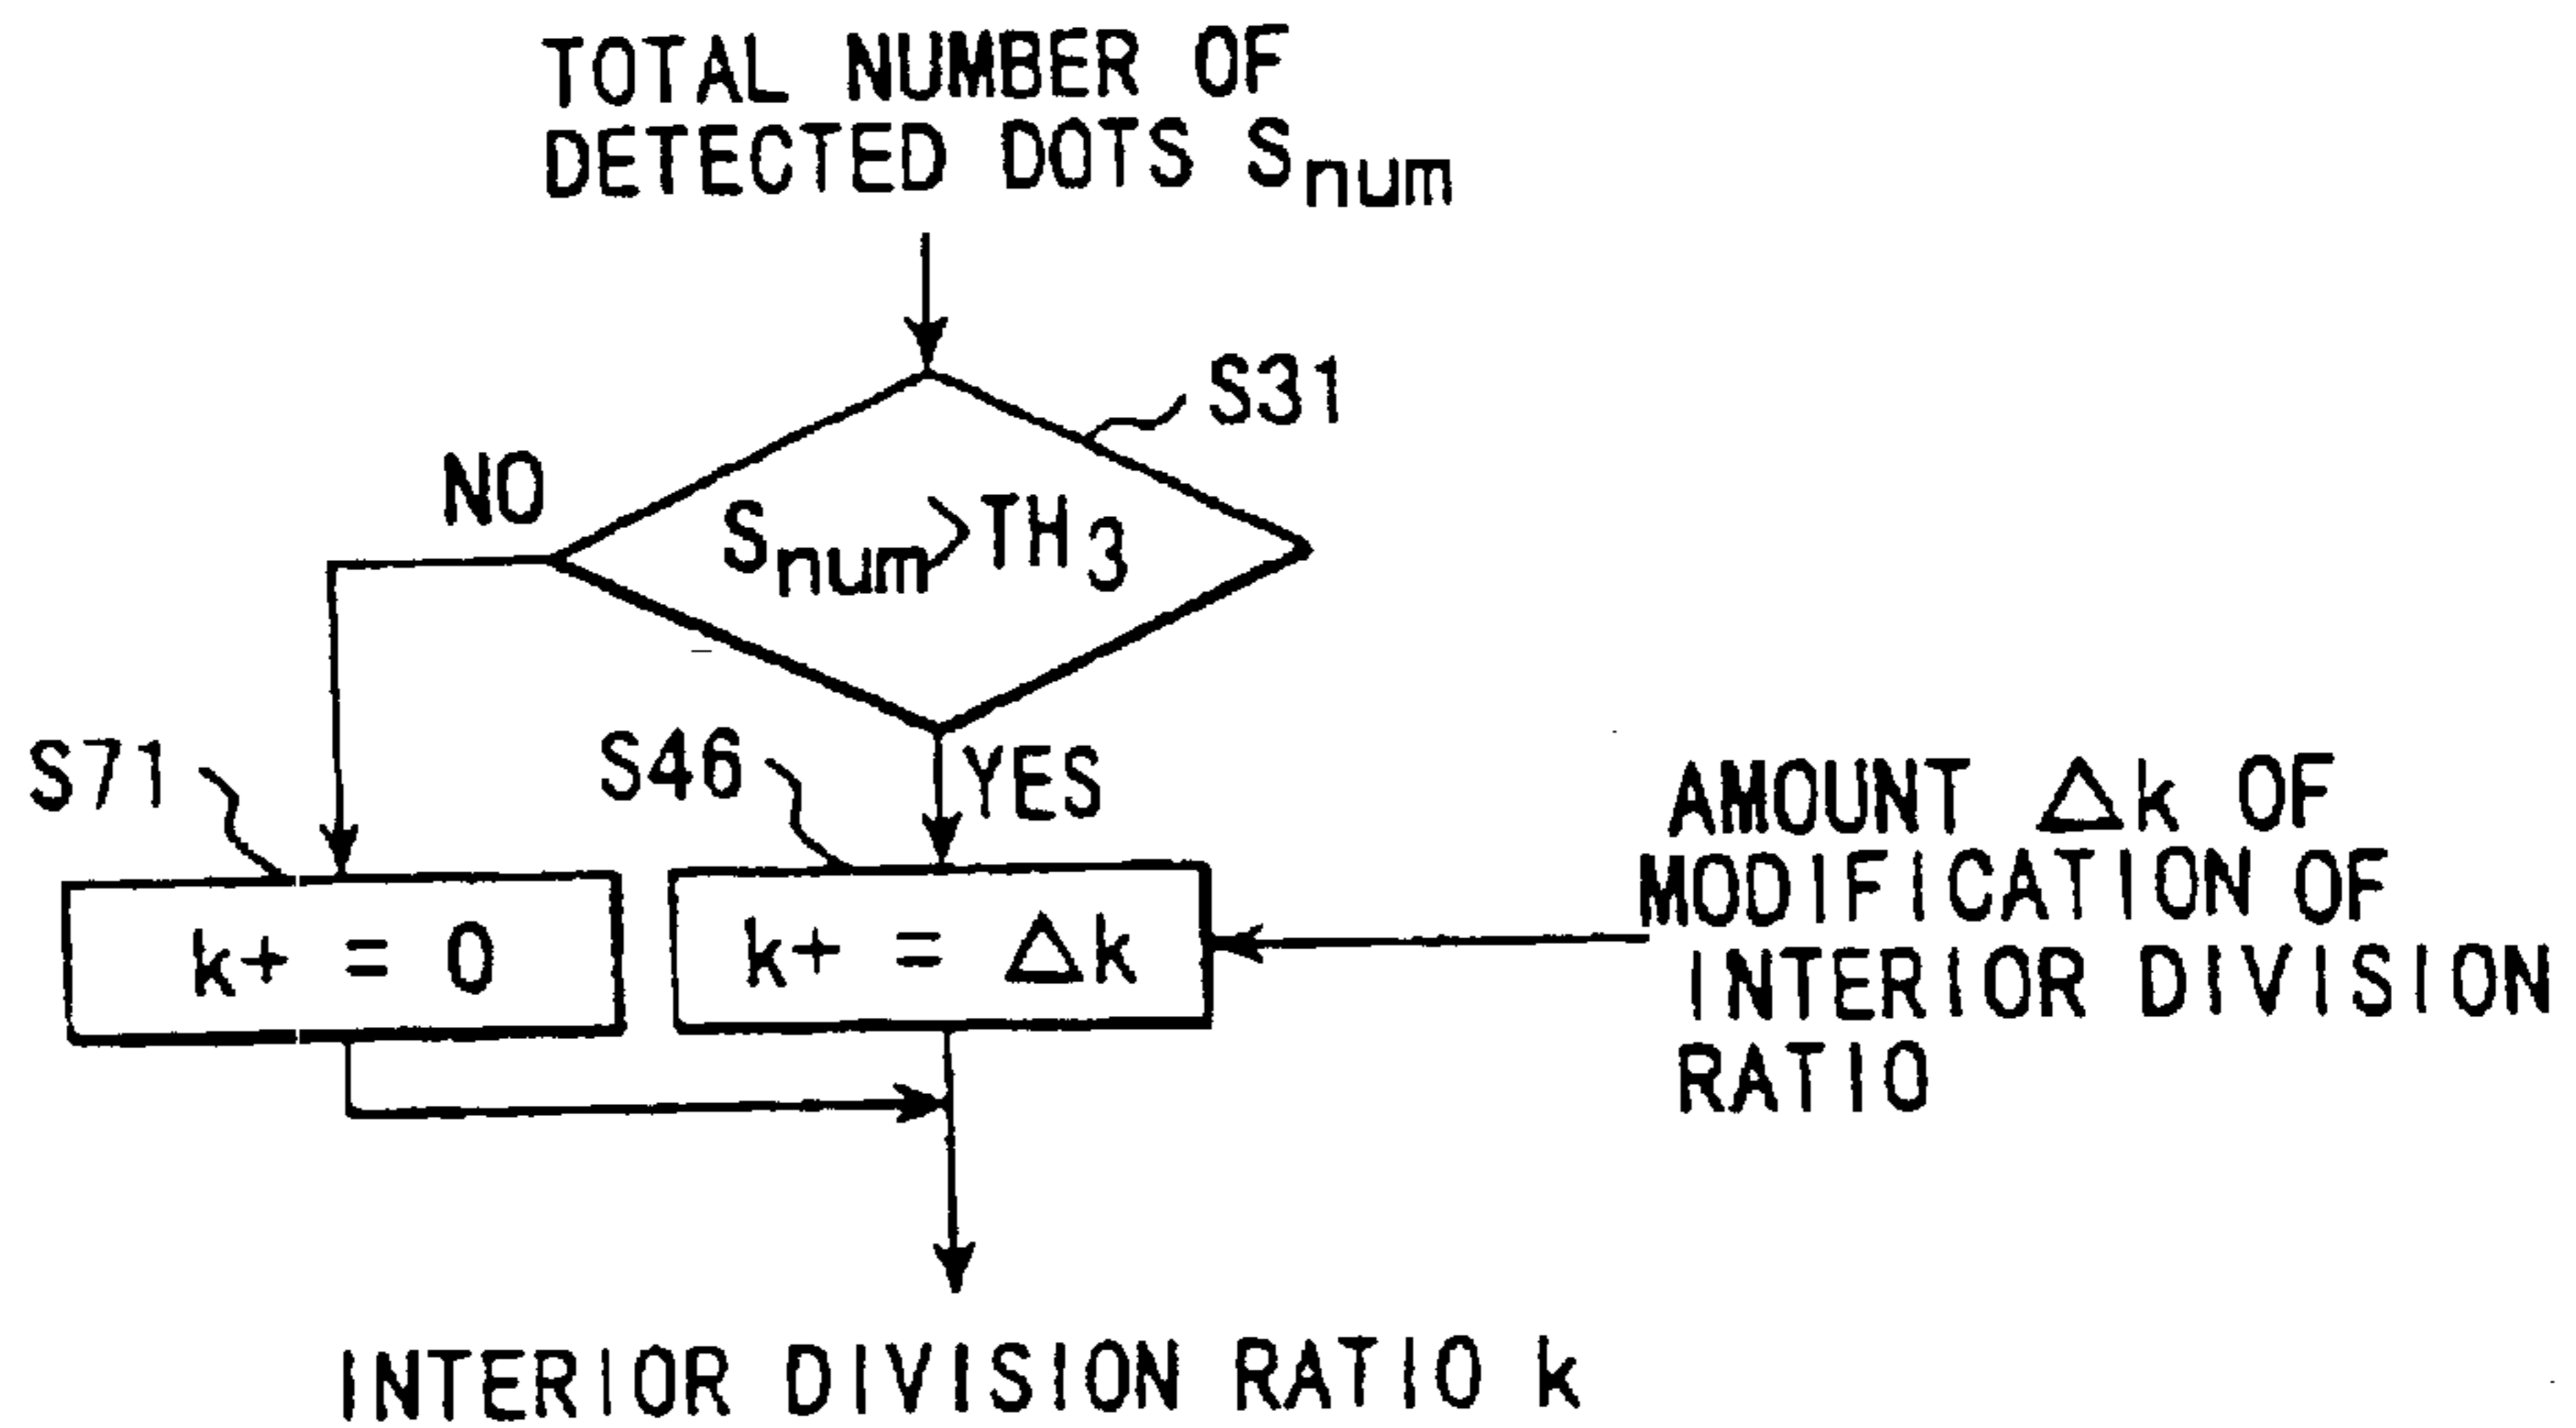 TOTAL NUMBER OF
DETECTED DOTS Snum
S31
NO
Snum>TH3
S71
S46
YES
k+ = 0
k+ = Δk
AMOUNT Δk OF
MODIFICATION OF
INTERIOR DIVISION
RATIO
INTERIOR DIVISION RATIO k